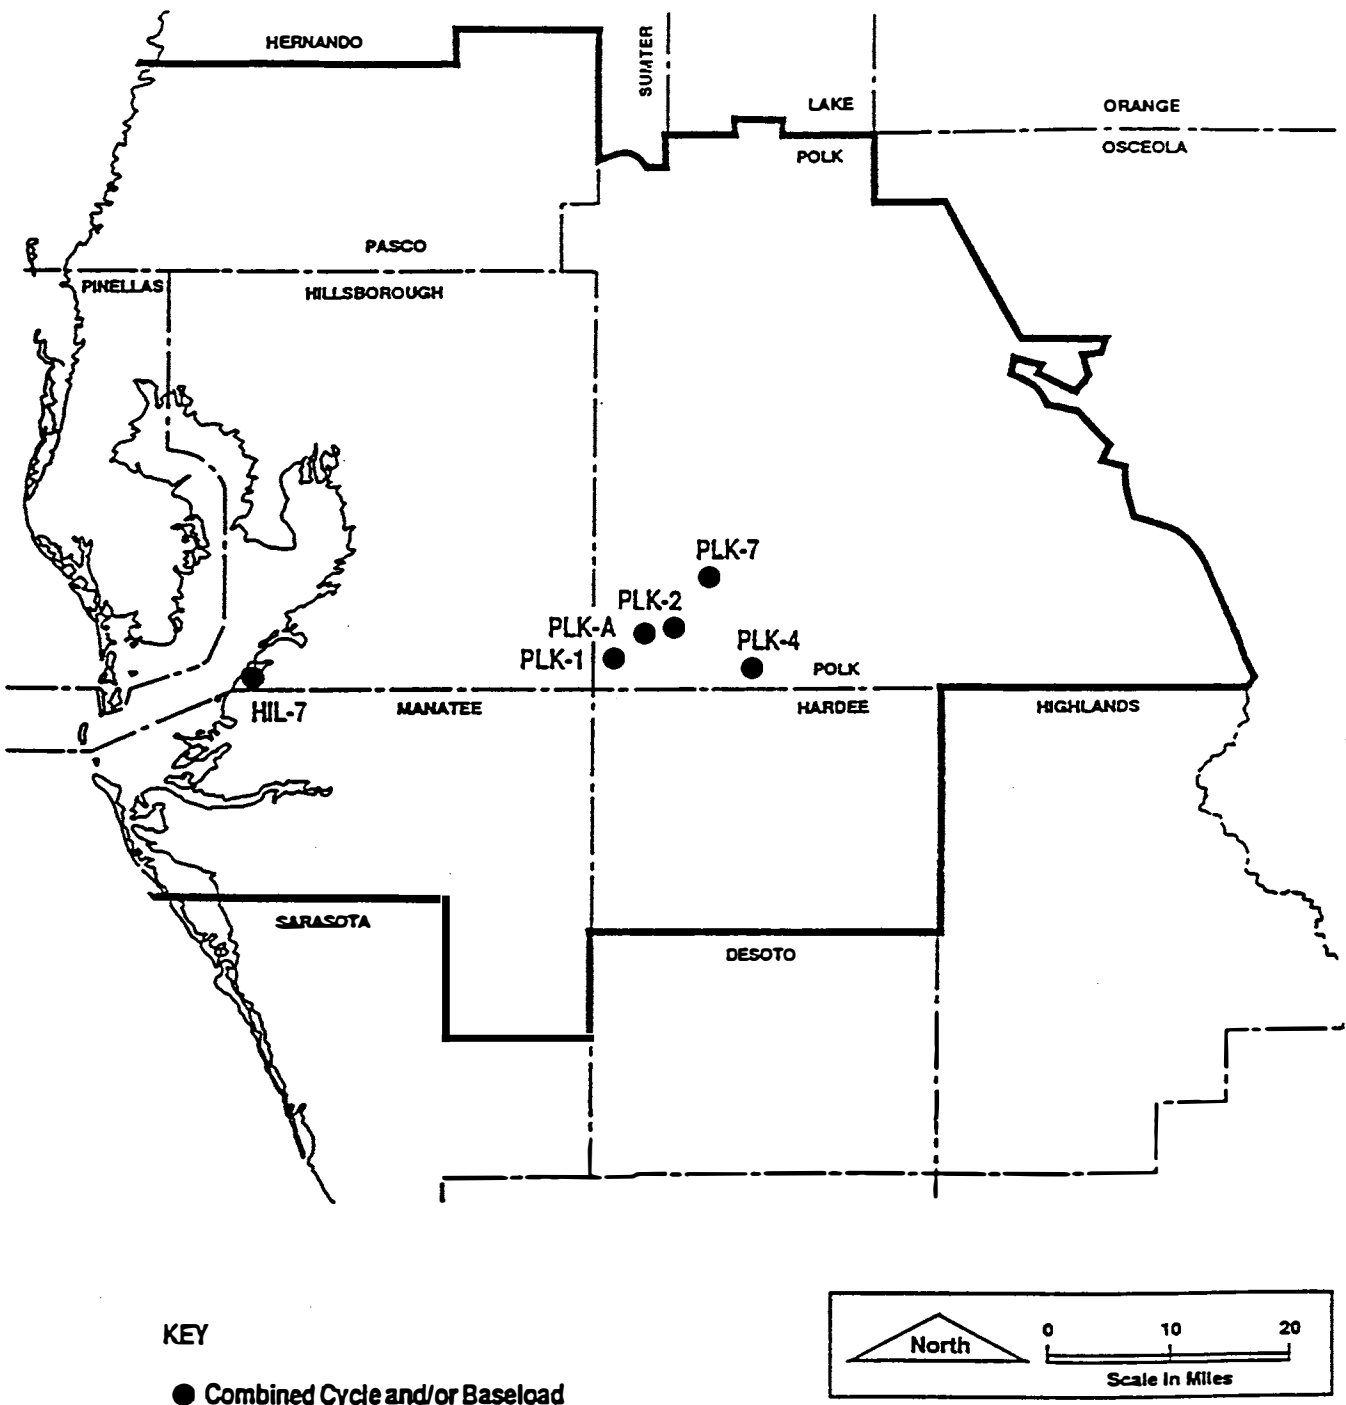 HERNANDO
SUMTER
LAKE
ORANGE
POLK
OSCEOLA
PASCO
PINELLAS
HILLSBOROUGH
PLK-7
PLK-2
PLK-A
PLK-4
PLK-1
POLK
HIL-7
MANATEE
HARDEE
HIGHLANDS
SARASOTA
DESOTO
KEY
Combined Cycle and/or Baseload
North
0 10 20
Scale in Miles